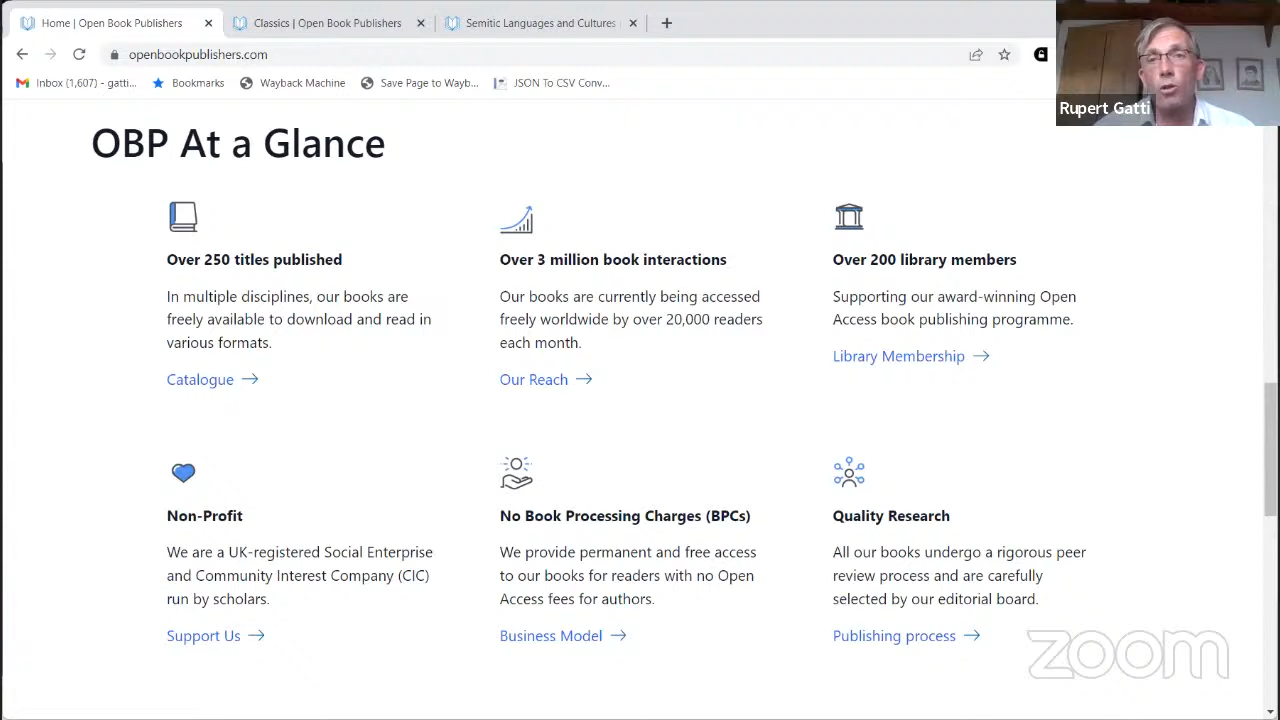 Home | Open Book Publishers
Classics | Open Book Publishers
Semitic Languages and Cultures
openbookpublishers.com
Inbox (1,607) - gatti...
Bookmarks
Wayback Machine
Save Page to Wayb...
JSON To CSV Conv...
Rupert Gatti
OBP At a Glance
Over 250 titles published
In multiple disciplines, our books are
freely available to download and read in
various formats.
Catalogue
Over 3 million book interactions
Our books are currently being accessed
freely worldwide by over 20,000 readers
each month.
Our Reach
Over 200 library members
Supporting our award-winning Open
Access book publishing programme.
Library Membership
Non-Profit
We are a UK-registered Social Enterprise
and Community Interest Company (CIC)
run by scholars.
Support Us
No Book Processing Charges (BPCs)
We provide permanent and free access
to our books for readers with no Open
Access fees for authors.
Business Model
Quality Research
All our books undergo a rigorous peer
review process and are carefully
selected by our editorial board.
Publishing process
zoom